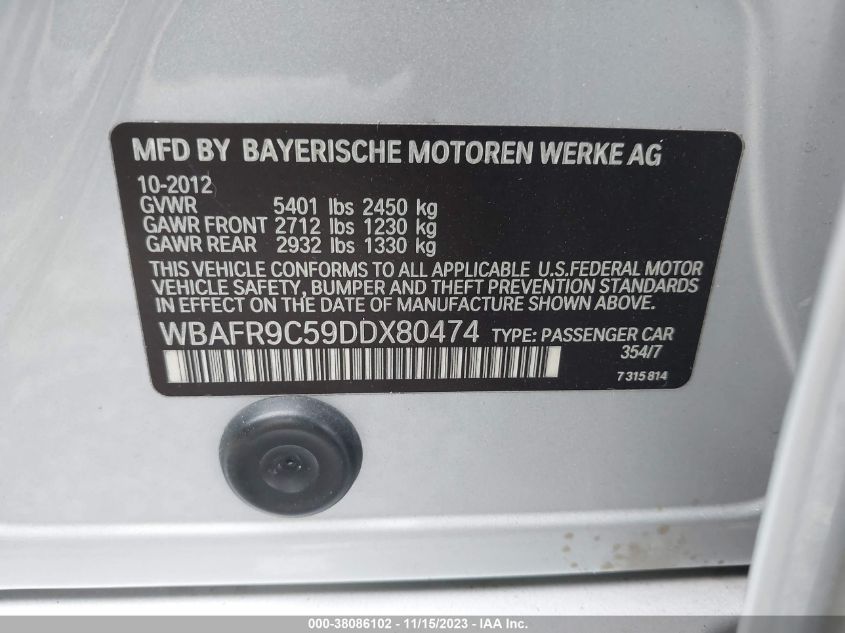 MFD BY BAYERISCHE MOTOREN WERKE AG
10-2012
GVWR 5401 lbs 2450 kg
GAWR FRONT 2712 lbs 1230 kg
GAWR REAR 2932 lbs 1330 kg
THIS VEHICLE CONFORMS TO ALL APPLICABLE U.S.FEDERAL MOTOR
VEHICLE SAFETY, BUMPER AND THEFT PREVENTION STANDARDS
IN EFFECT ON THE DATE OF MANUFACTURE SHOWN ABOVE.
WBAFR9C59DDX80474 TYPE: PASSENGER CAR
354/7
7 315 814
000-38086102 - 11/15/2023 - IAA Inc.